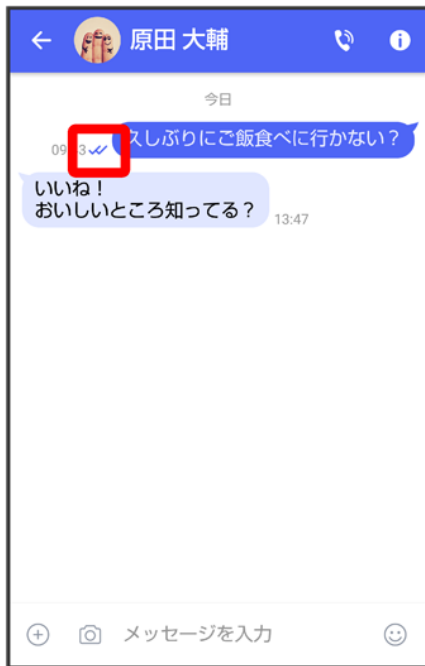 原田 大輔
今日
久しぶりにご飯食べに行かない？
いいね！
おいしいところ知ってる？
13:47
メッセージを入力